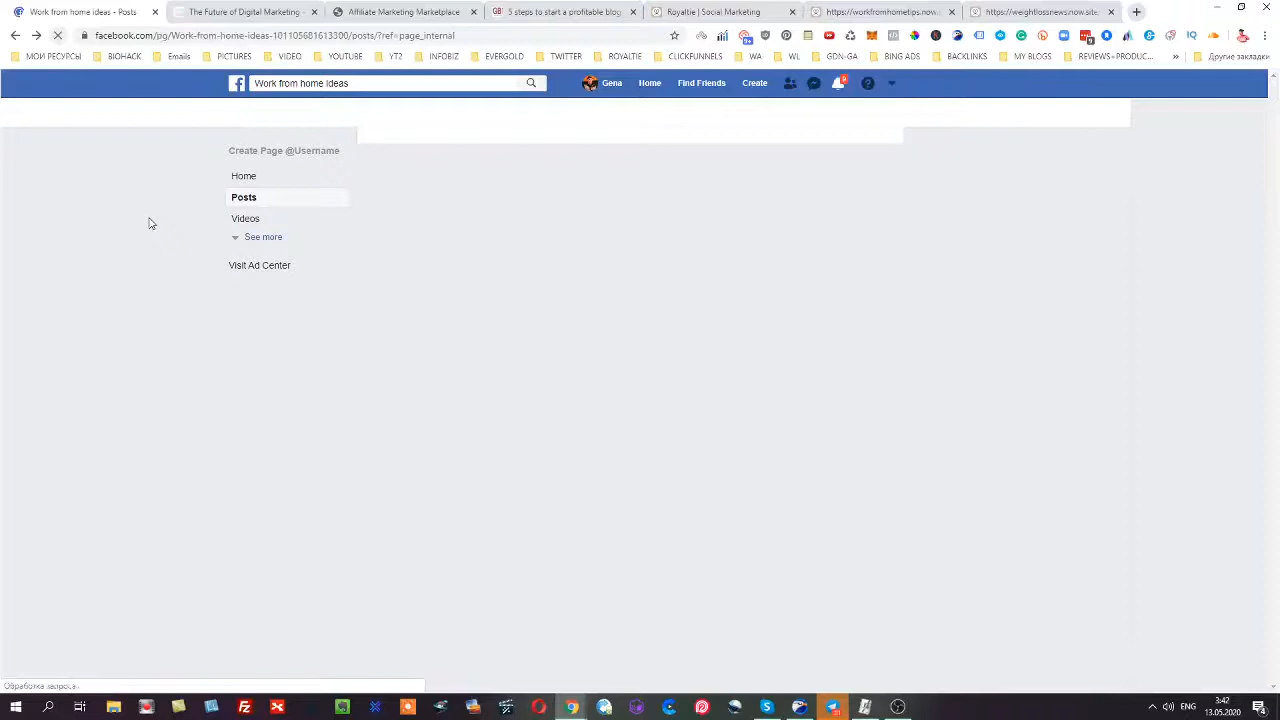 Work from home ideas - Posts
The Future of Digital Marketing -
Affiliate Marketing Marketplace
5 steps to start a profitable blog
Royaltie | Social Marketing
https://workfromhometips.now.
https://weightlossnews.now.site
facebook.com/pg/Work-from-home-ideas-101105681613300/posts/?ref=page_internal
МОИ РЕСУРСЫ
BIOHACK
Emails
PICTURES
VIDEO
YOUTUBE
YT2
INFOBIZ
EVERGOLD
TWITTER
ROYALTIE
CLICKFUNNELS
WA
WL
GDN-GA
BING ADS
BACKLINKS
MY BLOGS
REVIEWS+PRODUC...
»
Другие закладки
Work from home ideas
Gena
Home
Find Friends
Create
9
Create Page @Username
Home
Posts
Videos
See more
Visit Ad Center
Обработка запроса...
ENG
3:42
13.05.2020